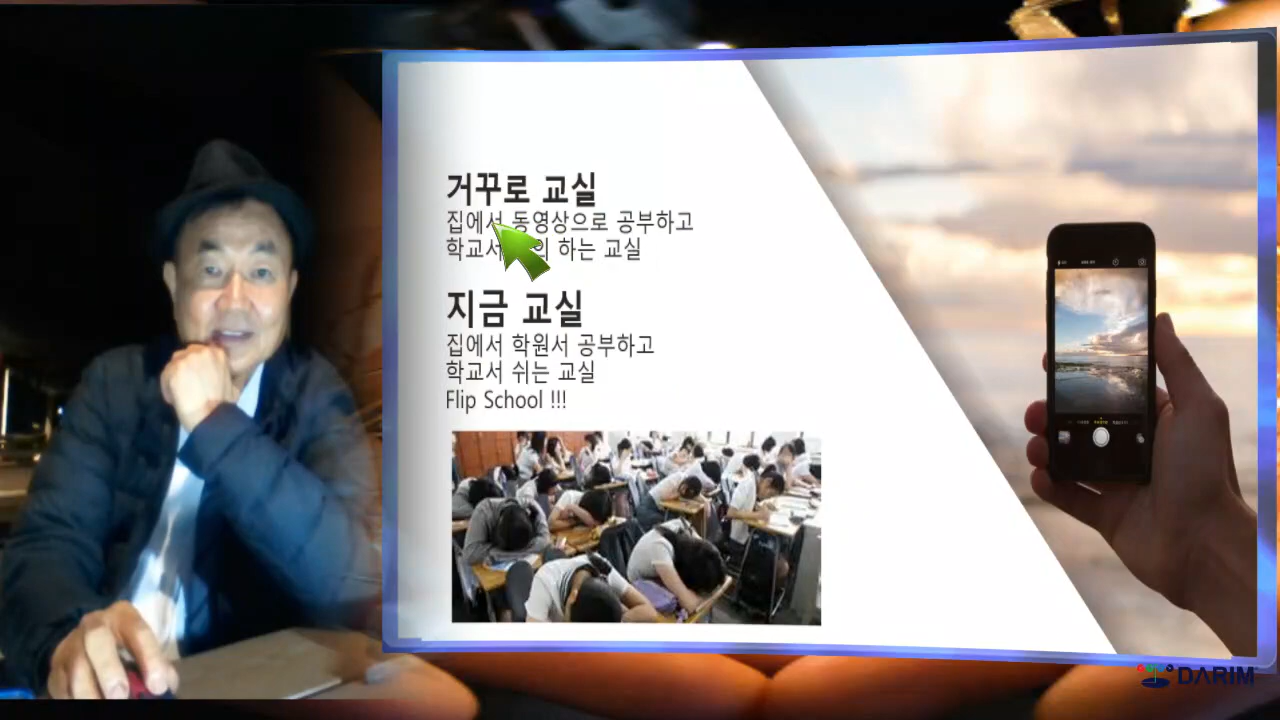 거꾸로 교실
집에서 동영상으로 공부하고
학교서 하는 교실
지금 교실
집에서 학원서 공부하고
학교서 쉬는 교실
Flip School !!!
DARIM